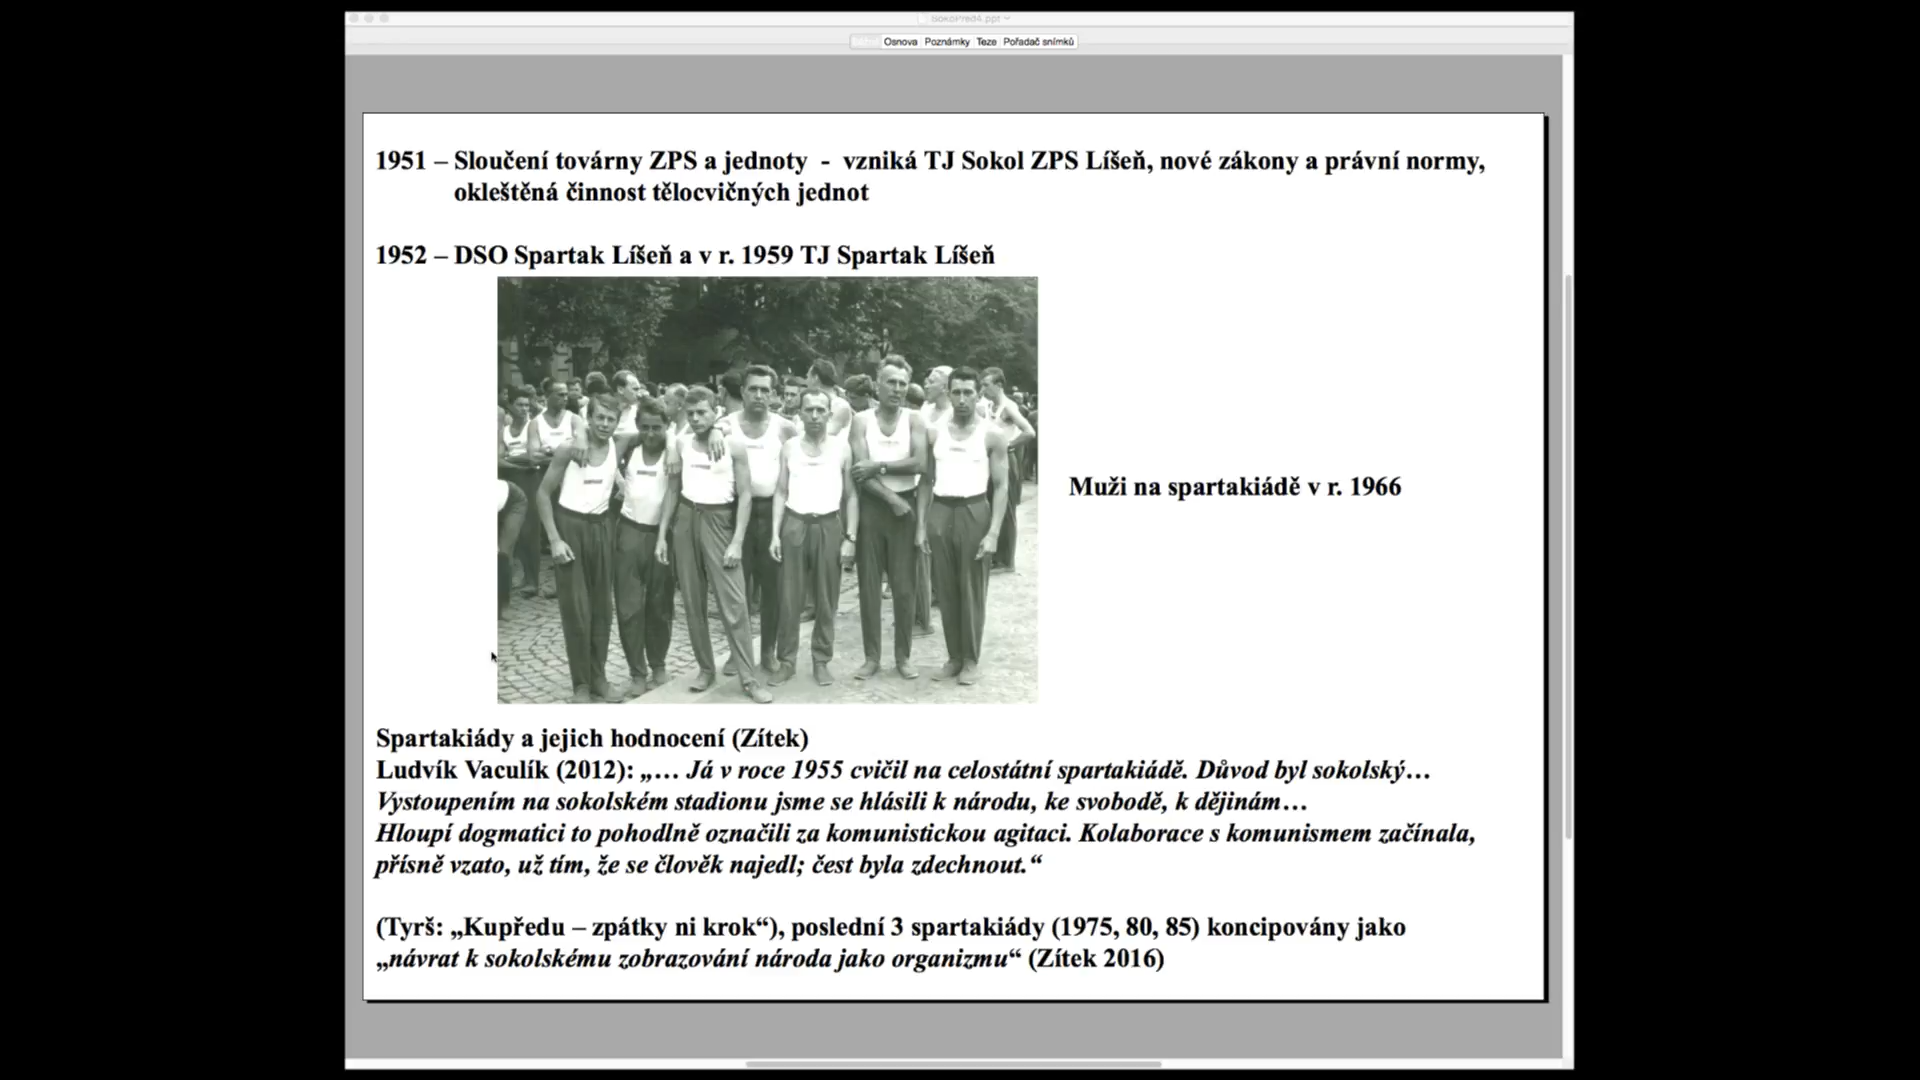 SokoPred4.ppt
Osnova Poznámky Teze Pořadač snímků
1951 – Sloučení továrny ZPS a jednoty - vzniká TJ Sokol ZPS Líšeň, nové zákony a právní normy,
okleštěná činnost tělocvičných jednot
1952 – DSO Spartak Líšeň a v r. 1959 TJ Spartak Líšeň
Muži na spartakiádě v r. 1966
Spartakiády a jejich hodnocení (Zítek)
Ludvík Vaculík (2012): „… Já v roce 1955 cvičil na celostátní spartakiádě. Důvod byl sokolský…
Vystoupením na sokolském stadionu jsme se hlásili k národu, ke svobodě, k dějinám…
Hloupí dogmatici to pohodlně označili za komunistickou agitaci. Kolaborace s komunismem začínala,
přísně vzato, už tím, že se člověk najedl; čest byla zdechnout.“
(Tyrš: „Kupředu – zpátky ni krok“), poslední 3 spartakiády (1975, 80, 85) koncipovány jako
„návrat k sokolskému zobrazování národa jako organizmu“ (Zítek 2016)